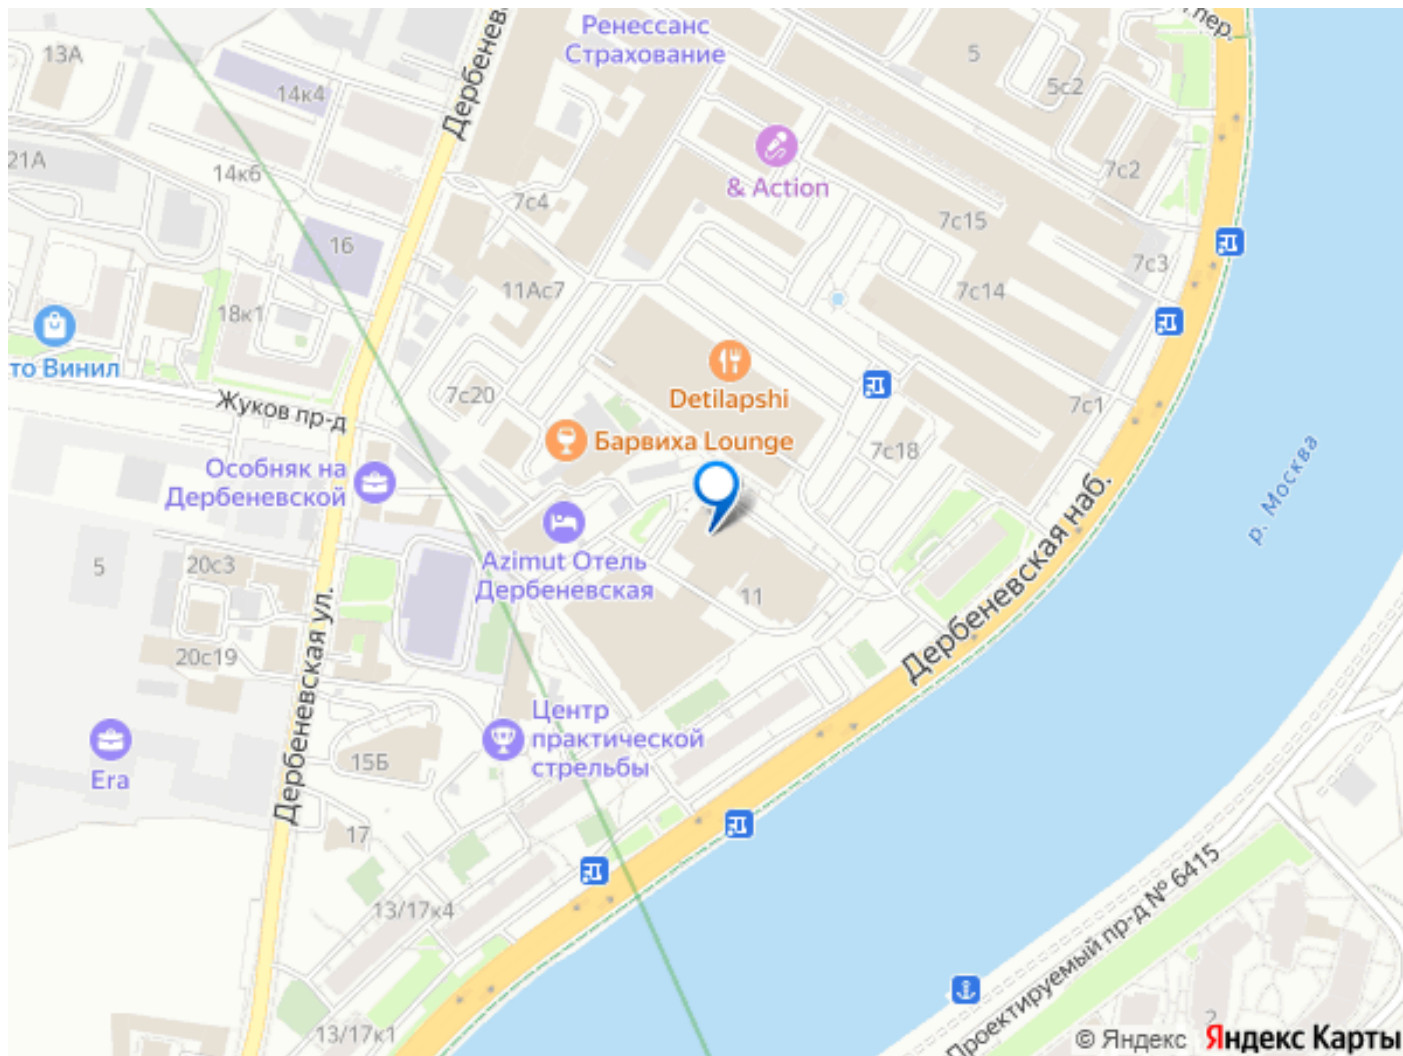 Ренессанс
Страхование
пер.
5
13А
Дербенев
14к4
5с2
& Action
21А
14к6
7с2
7с4
7с15
16
7с3
11Ас7
7с14
18к1
Detilapshi
то Винил
Жуков пр-д
7с20
7с1
Барвиха Lounge
7с18
Особняк на
Дербеневской
р. Москва
Дербеневская наб.
Azimut Отель
Дербеневская
5
20с3
11
Дербеневская ул.
20с19
Центр
практической
стрельбы
Era
15Б
17
13/17к4
Проектируемый пр-д № 6415
13/17к1
2
© Яндекс Яндекс Карты